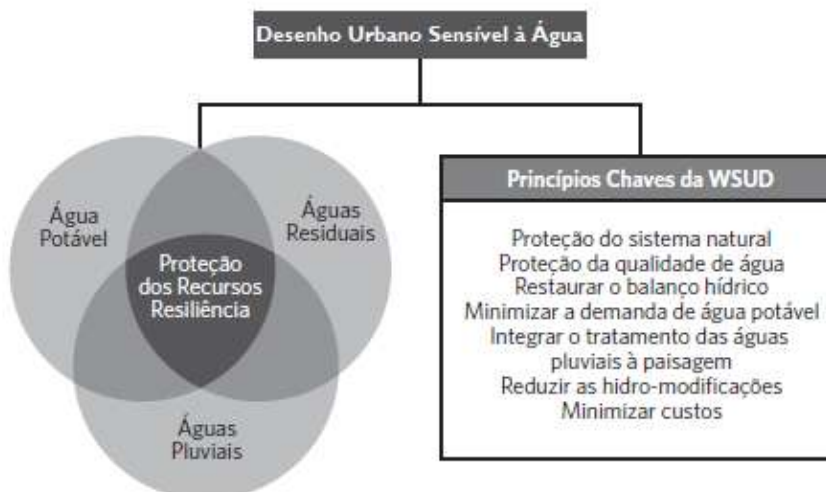 Desenho Urbano Sensível à Água
Água
Potável
Águas
Residuais
Proteção
dos Recursos
Resiliência
Águas
Pluviais
Princípios Chaves da WSUD
Proteção do sistema natural
Proteção da qualidade de água
Restaurar o balanço hídrico
Minimizar a demanda de água potável
Integrar o tratamento das águas
pluviais à paisagem
Reduzir as hidro-modificações
Minimizar custos